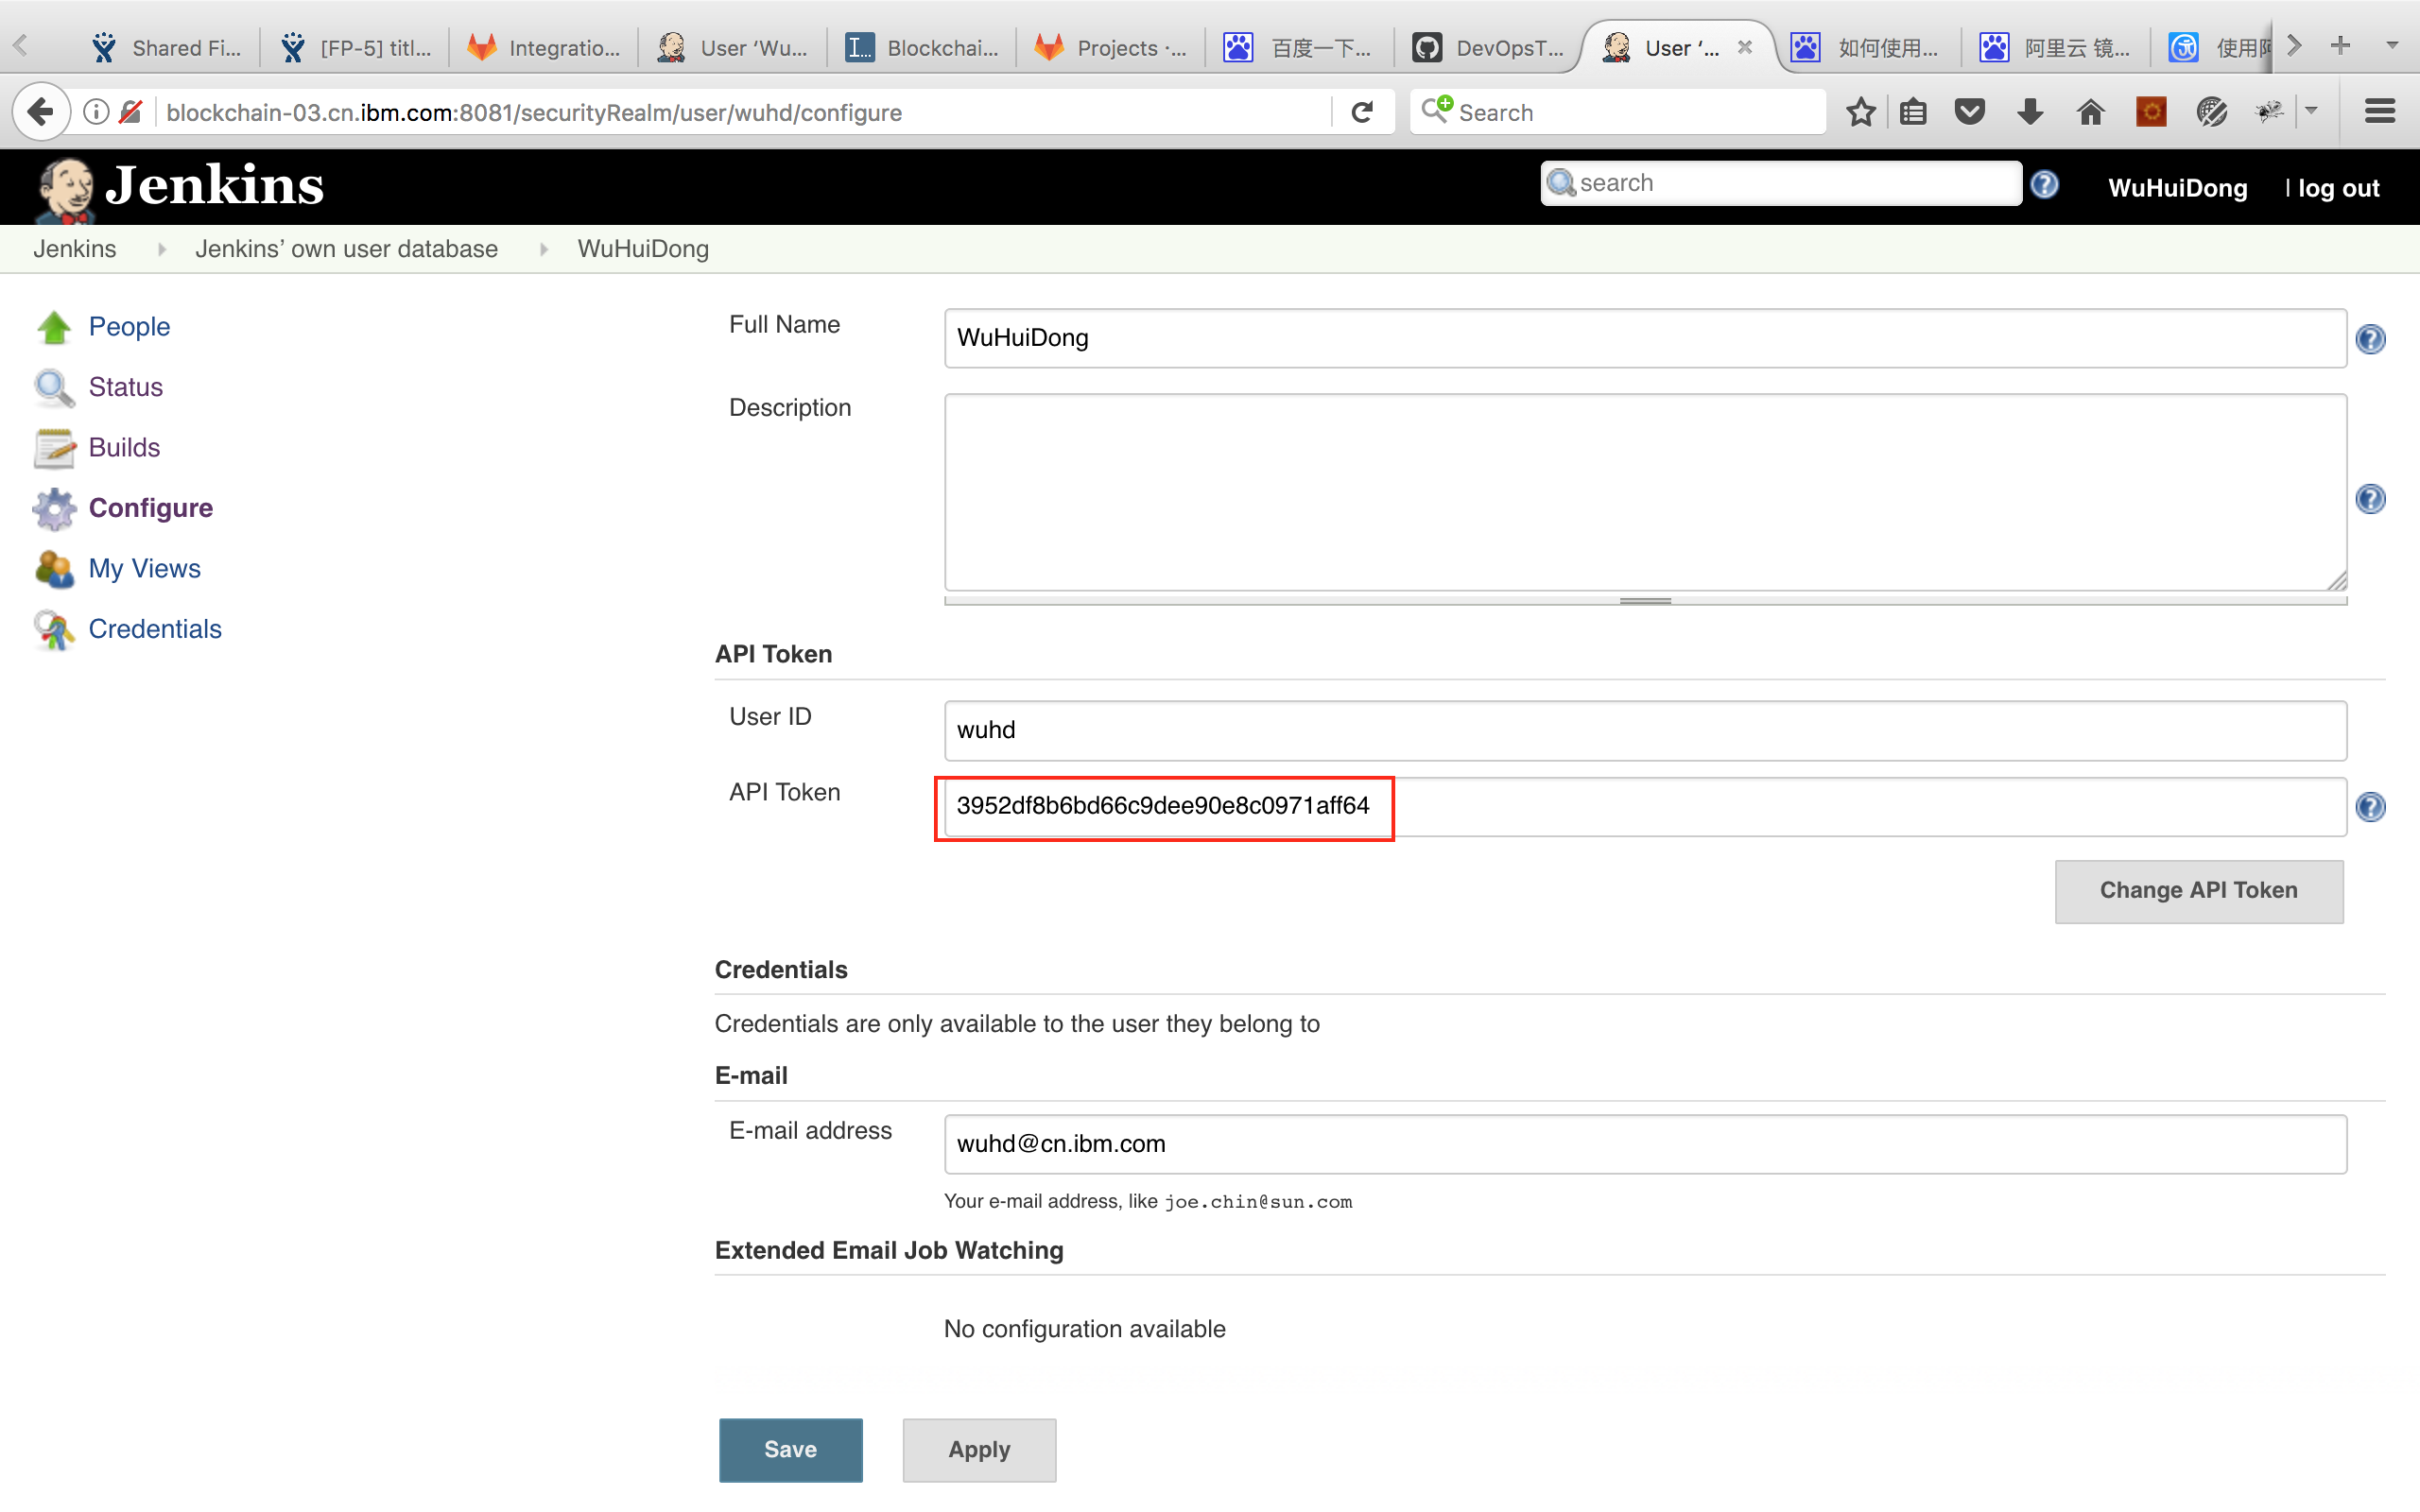 Shared Fi... [FP-5] titl... Integratio... User ‘Wu... I... Blockchai... Projects ·... 百度一下... DevOpsT... User ‘... 如何使用... 阿里云 镜... 使用
blockchain-03.cn.ibm.com:8081/securityRealm/user/wuhd/configure Search
Jenkins search WuHuiDong | log out
Jenkins Jenkins’ own user database WuHuiDong
People
Status
Builds
Configure
My Views
Credentials
Full Name WuHuiDong
Description
API Token
User ID wuhd
API Token 3952df8b6bd66c9dee90e8c0971aff64
Change API Token
Credentials
Credentials are only available to the user they belong to
E-mail
E-mail address wuhd@cn.ibm.com
Your e-mail address, like joe.chin@sun.com
Extended Email Job Watching
No configuration available
Save Apply